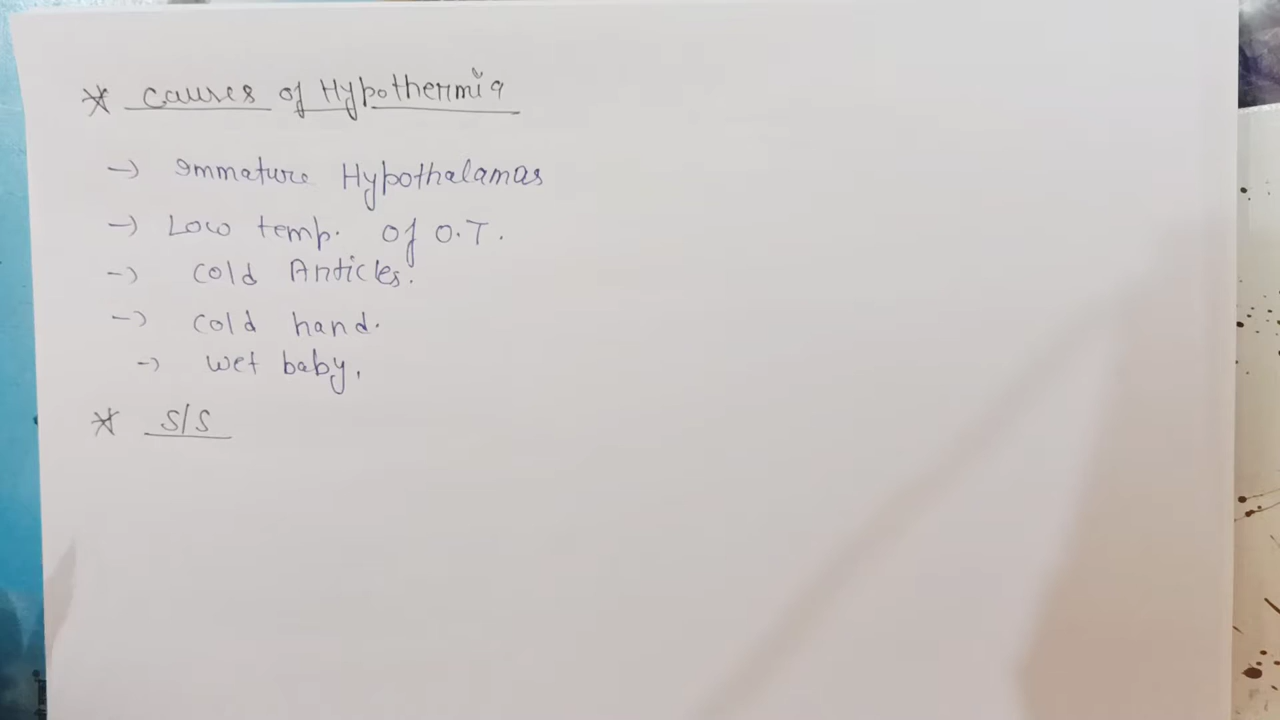 * Causes of Hypothermia
→ Immature Hypothalamas
→ Low temp. of O.T.
→ Cold Articles.
→ Cold hand.
→ Wet baby.
* S/S